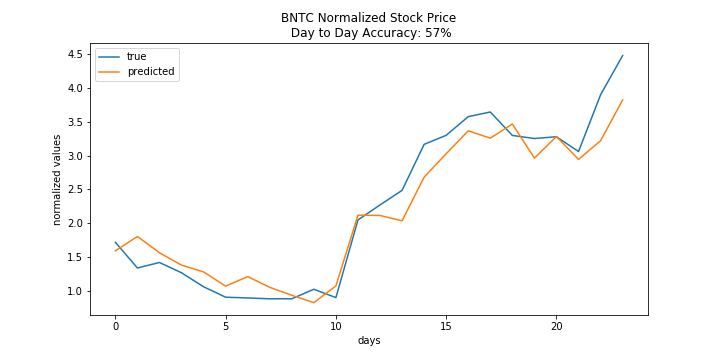 BNTC Normalized Stock Price
Day to Day Accuracy: 57%
true
predicted
normalized values
4.5
4.0
3.5
3.0
2.5
2.0
1.5
1.0
0 5 10 15 20
days